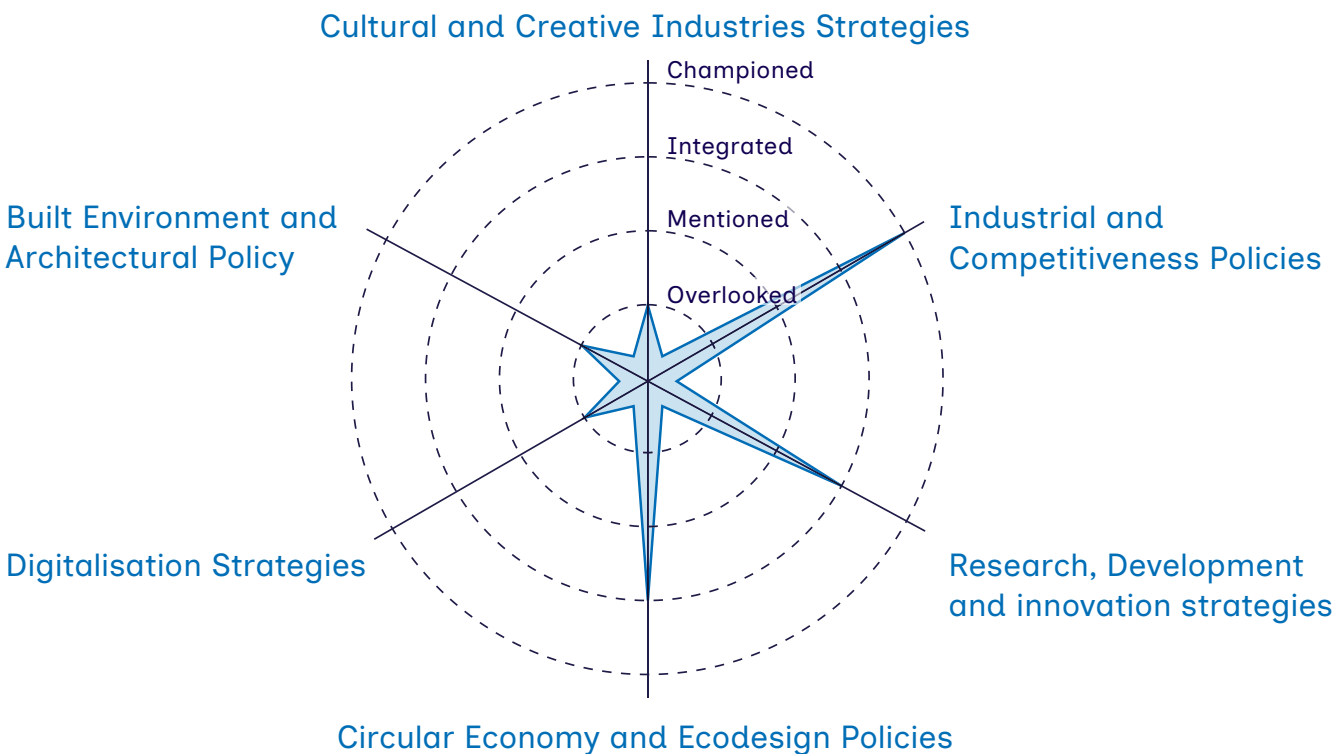 Cultural and Creative Industries Strategies
Championed
Integrated
Mentioned
Overlooked
Built Environment and
Architectural Policy
Industrial and
Competitiveness Policies
Digitalisation Strategies
Research, Development
and innovation strategies
Circular Economy and Ecodesign Policies